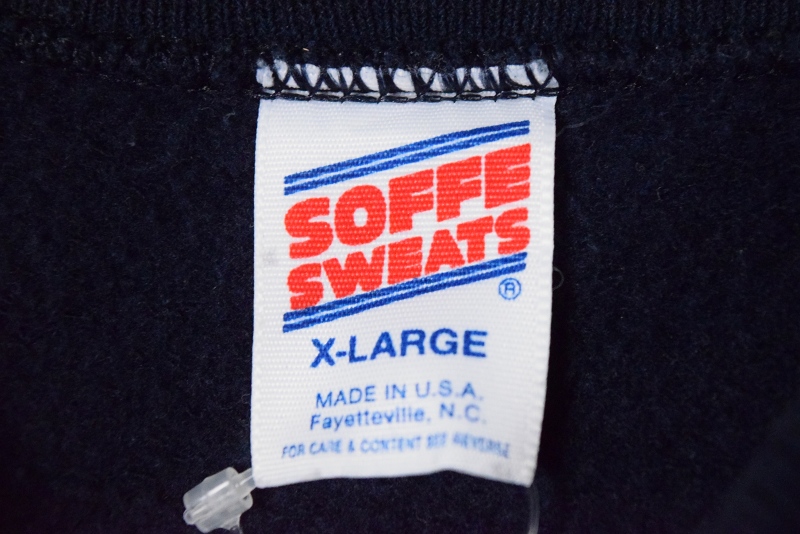 SOFFE
SWEATS
®
X-LARGE
MADE IN U.S.A.
Fayetteville, N.C.
FOR CARE & CONTENT SEE REVERSE